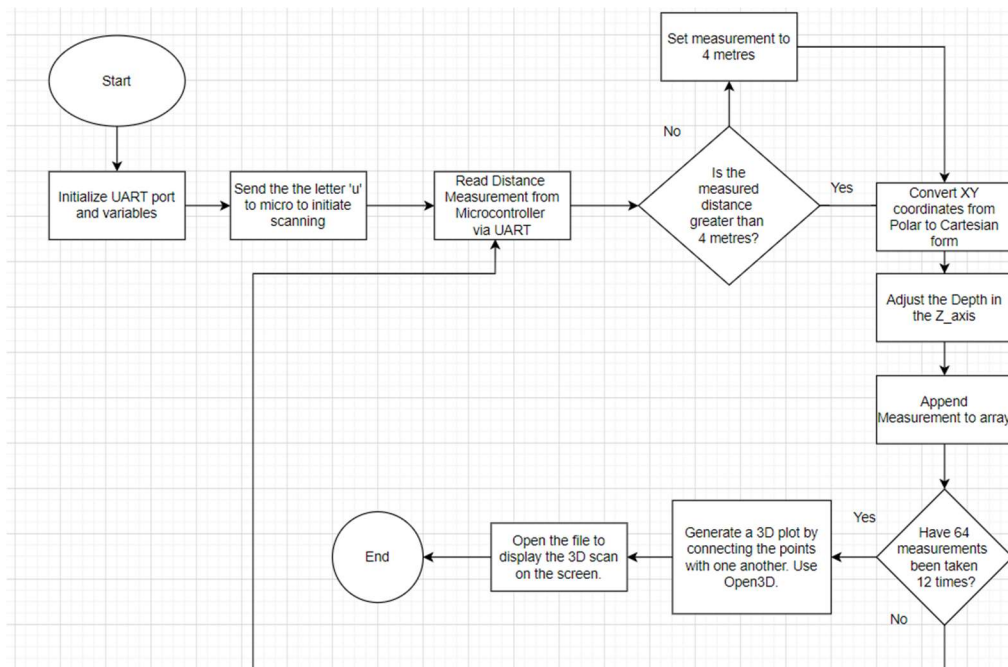 Start
Initialize UART port
and variables
Send the the letter 'u'
to micro to initiate
scanning
Read Distance
Measurement from
Microcontroller
via UART
Is the
measured
distance
greater than
4 metres?
No
Set measurement to
4 metres
Yes
Convert XY
coordinates from
Polar to Cartesian
form
Adjust the Depth in
the Z_axis
Append
Measurement to array
Have 64
measurements
been taken
12 times?
Yes
No
Generate a 3D plot by
connecting the points
with one another. Use
Open3D.
Open the file to
display the 3D scan
on the screen.
End